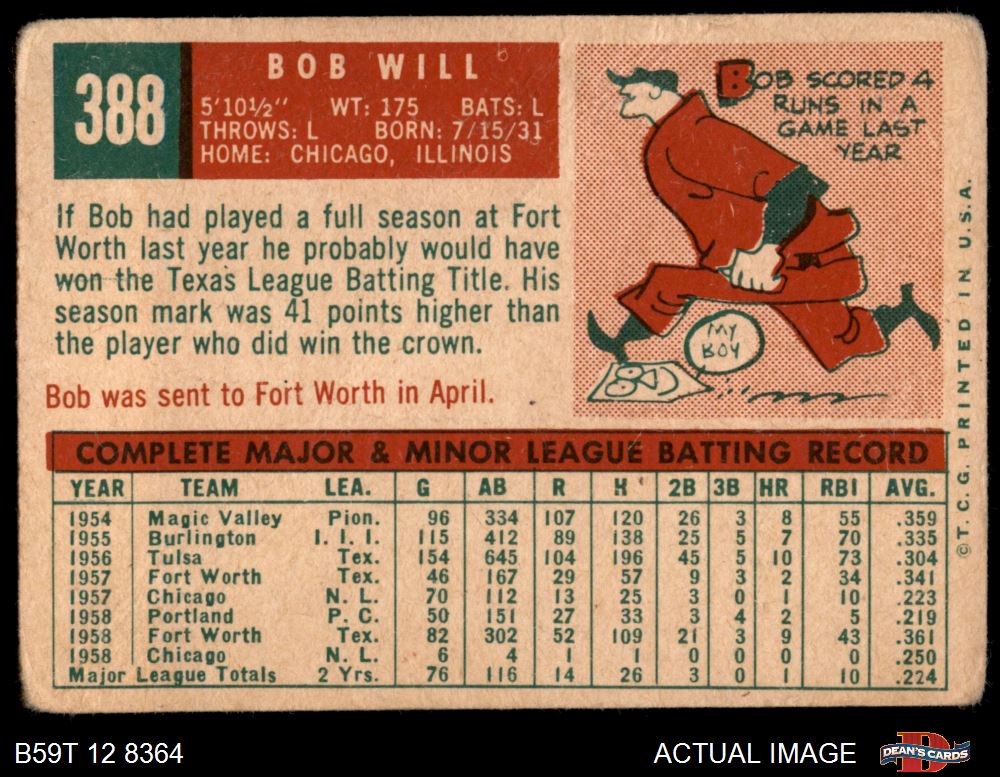 388
BOB WILL
5'10½" WT: 175 BATS: L
THROWS: L BORN: 7/15/31
HOME: CHICAGO, ILLINOIS
BOB SCORED 4
RUNS IN A
GAME LAST
YEAR
MY
BOY
If Bob had played a full season at Fort
Worth last year he probably would have
won the Texas League Batting Title. His
season mark was 41 points higher than
the player who did win the crown.
Bob was sent to Fort Worth in April.
COMPLETE MAJOR & MINOR LEAGUE BATTING RECORD
YEAR TEAM LEA. G AB R H 2B 3B HR RBI AVG.
1954 Magic Valley Pion. 96 334 107 120 26 3 8 55 .359
1955 Burlington I. I. I. 115 412 89 138 25 5 7 70 .335
1956 Tulsa Tex. 154 645 104 196 45 5 10 73 .304
1957 Fort Worth Tex. 46 167 29 57 9 3 2 34 .341
1957 Chicago N. L. 70 112 13 25 3 0 1 10 .223
1958 Portland P. C. 50 151 27 33 3 4 2 5 .219
1958 Fort Worth Tex. 82 302 52 109 21 3 9 43 .361
1958 Chicago N. L. 6 4 1 1 0 0 0 0 .250
Major League Totals 2 Yrs. 76 116 14 26 3 0 1 10 .224
©T. C. G. PRINTED IN U.S.A.
B59T 12 8364
ACTUAL IMAGE
DEAN'S CARDS